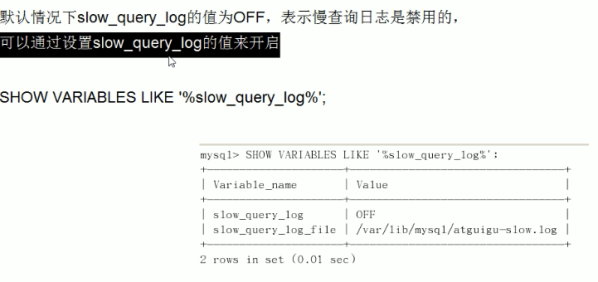 默认情况下slow_query_log的值为OFF，表示慢查询日志是禁用的，
可以通过设置slow_query_log的值来开启
SHOW VARIABLES LIKE '%slow_query_log%';
mysql> SHOW VARIABLES LIKE '%slow_query_log%';
| Variable_name | Value |
| slow_query_log | OFF |
| slow_query_log_file | /var/lib/mysql/atguigu-slow.log |
2 rows in set (0.01 sec)